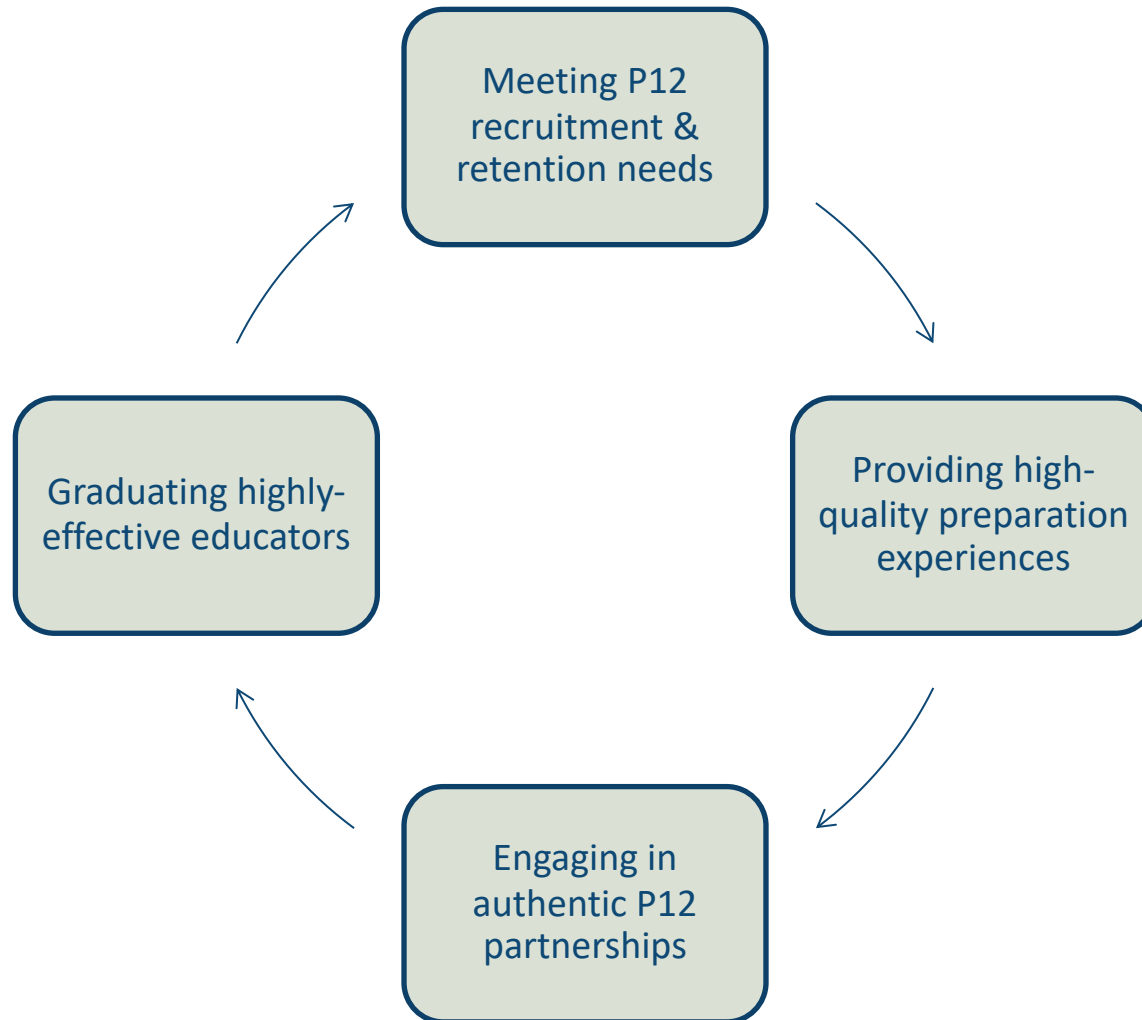 Meeting P12
recruitment &
retention needs
Providing high-
quality preparation
experiences
Engaging in
authentic P12
partnerships
Graduating highly-
effective educators